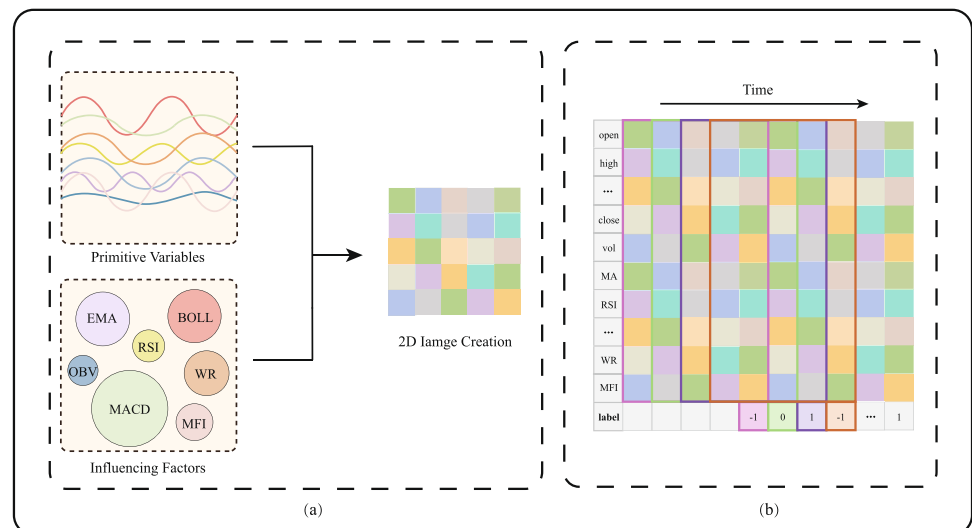 Primitive Variables
EMA
BOLL
RSI
OBV
WR
MACD
MFI
Influencing Factors
2D Iamge Creation
(a)
Time
open
high
...
close
vol
MA
RSI
...
WR
MFI
label -1 0 1 -1 ... 1
(b)